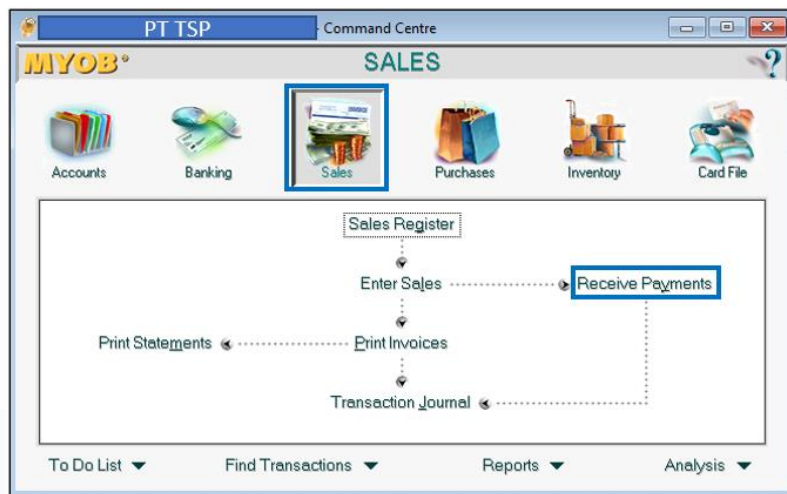 PT TSP - Command Centre
MYOB® SALES ?
Accounts Banking Sales Purchases Inventory Card File
Sales Register
Enter Sales Receive Payments
Print Statements Print Invoices
Transaction Journal
To Do List Find Transactions Reports Analysis